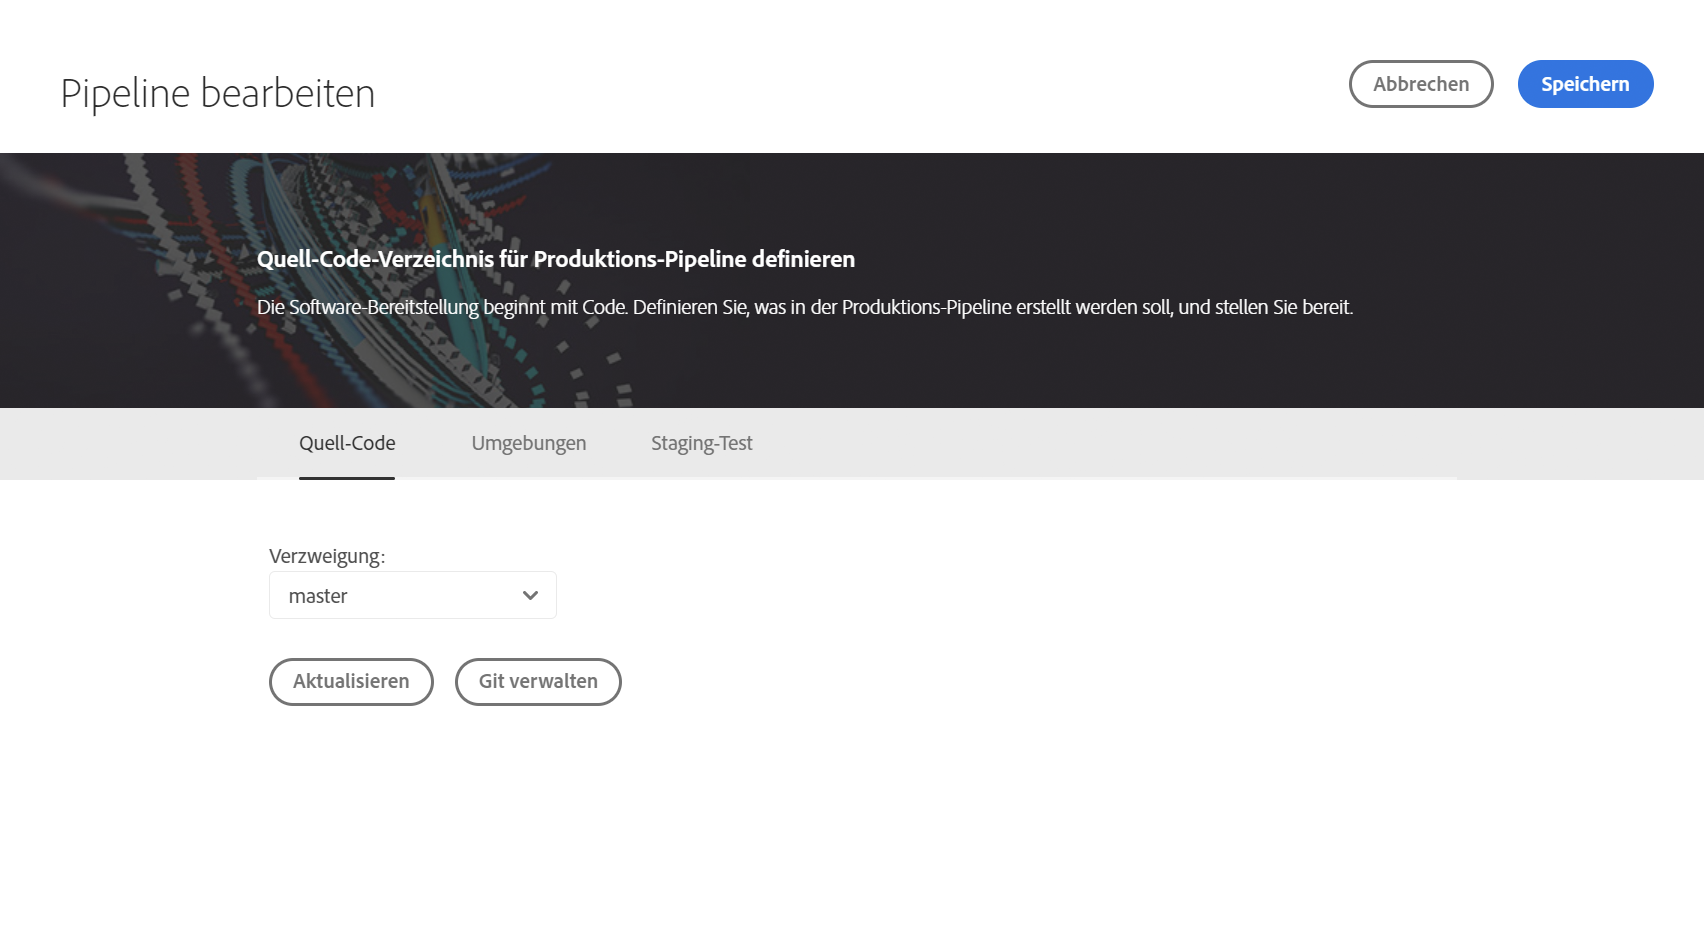 Pipeline bearbeiten
Abbrechen
Speichern
Quell-Code-Verzeichnis für Produktions-Pipeline definieren
Die Software-Bereitstellung beginnt mit Code. Definieren Sie, was in der Produktions-Pipeline erstellt werden soll, und stellen Sie bereit.
Quell-Code
Umgebungen
Staging-Test
Verzweigung:
master
Aktualisieren
Git verwalten